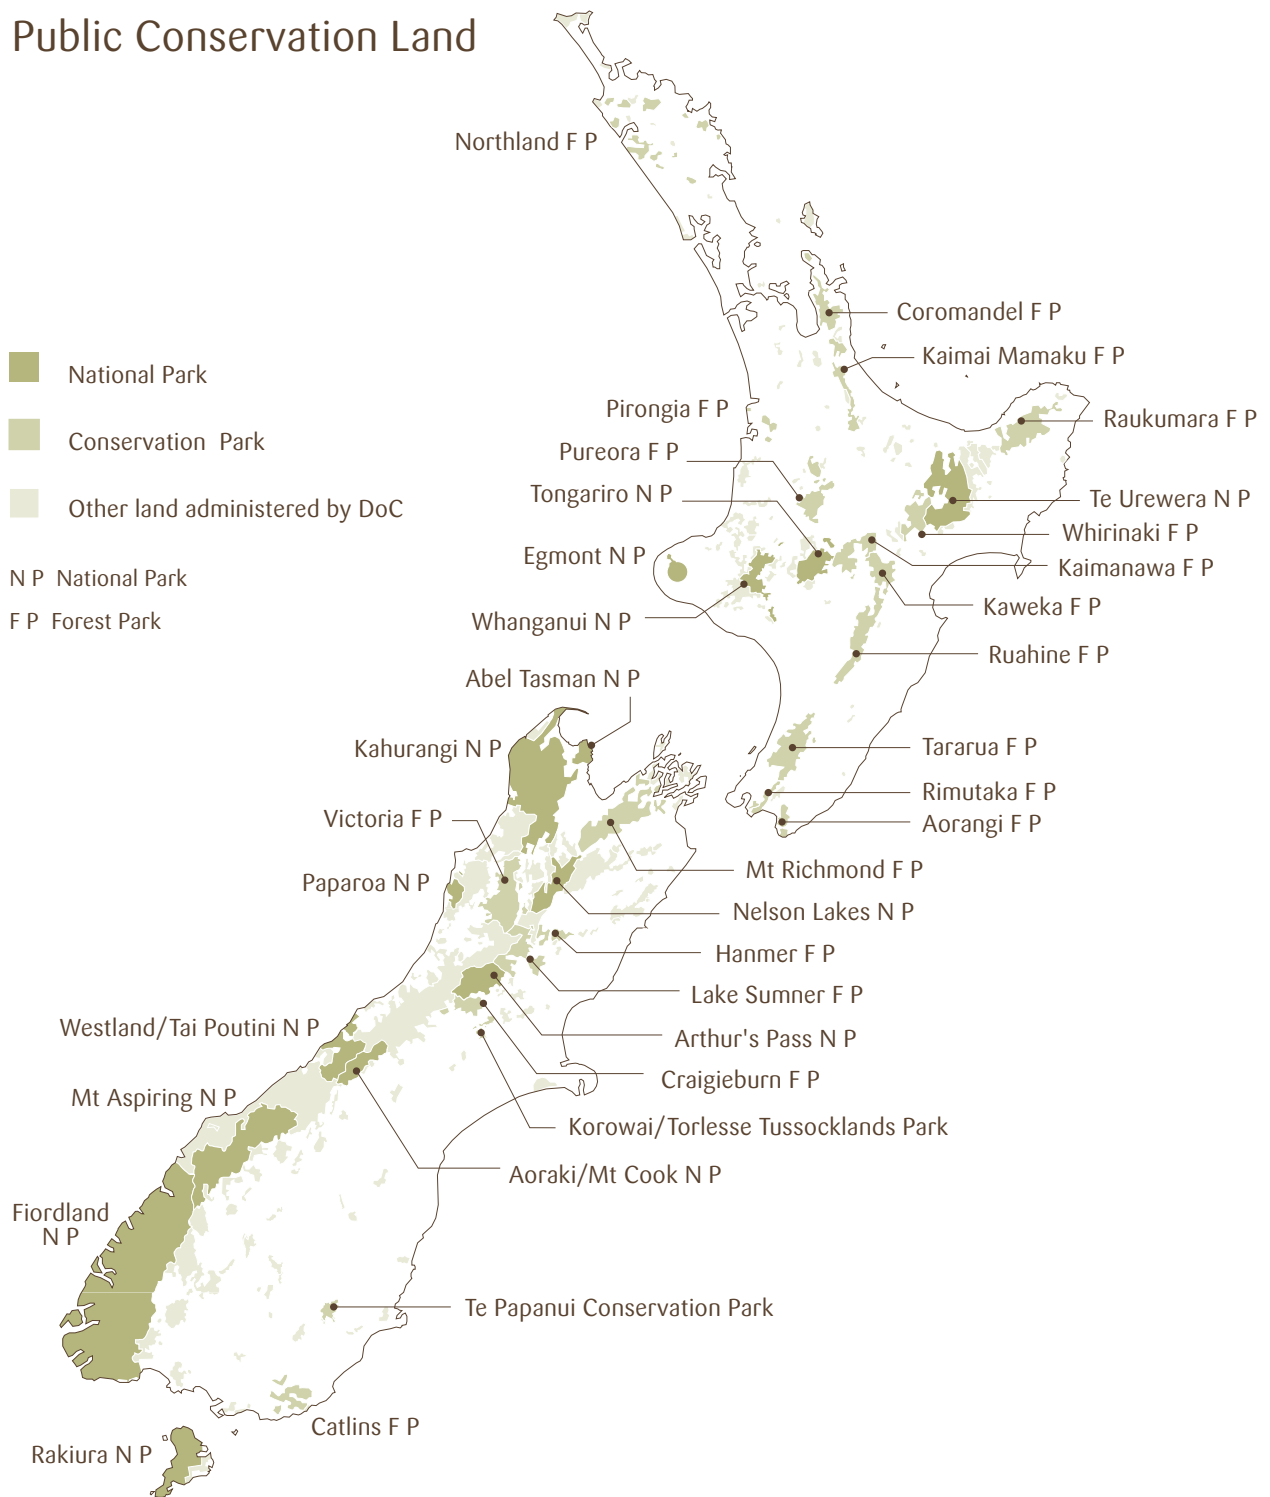 Public Conservation Land
Northland F P
Coromandel F P
Kaimai Mamaku F P
National Park
Pirongia F P
Raukumara F P
Conservation Park
Pureora F P
Tongariro N P
Te Urewera N P
Other land administered by DoC
Whirinaki F P
Egmont N P
Kaimanawa F P
N P National Park
Kaweka F P
F P Forest Park
Whanganui N P
Ruahine F P
Abel Tasman N P
Kahurangi N P
Tararua F P
Rimutaka F P
Victoria F P
Aorangi F P
Mt Richmond F P
Paparoa N P
Nelson Lakes N P
Hanmer F P
Lake Sumner F P
Westland/Tai Poutini N P
Arthur's Pass N P
Craigieburn F P
Mt Aspiring N P
Korowai/Torlesse Tussocklands Park
Aoraki/Mt Cook N P
Fiordland
N P
Te Papanui Conservation Park
Catlins F P
Rakiura N P